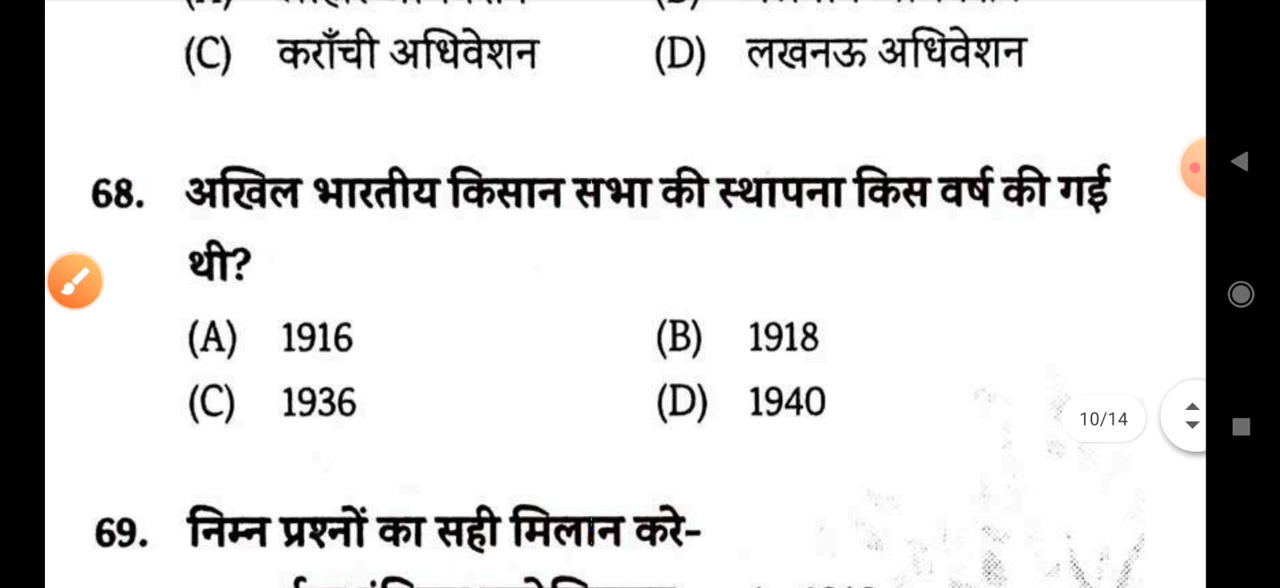 (C) कराँची अधिवेशन (D) लखनऊ अधिवेशन
68. अखिल भारतीय किसान सभा की स्थापना किस वर्ष की गई
थी?
(A) 1916 (B) 1918
(C) 1936 (D) 1940
10/14
69. निम्न प्रश्नों का सही मिलान करे-